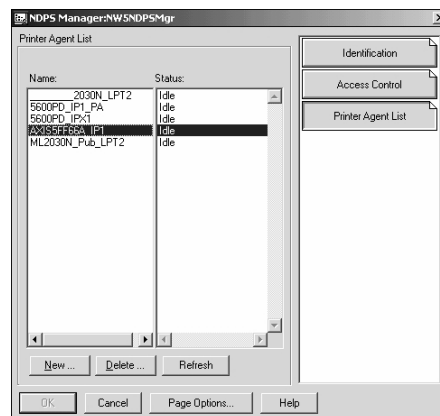 NDPS Manager:NW5NDPSMgr
Printer Agent List
Name: Status:
_______2030N_LPT2 Idle
5600PD_IP1_PA Idle
5600PD_IPX1 Idle
AXIS5FF66A_IP1 Idle
ML2030N_Pub_LPT2 Idle
New ... Delete ... Refresh
Identification
Access Control
Printer Agent List
OK Cancel Page Options... Help